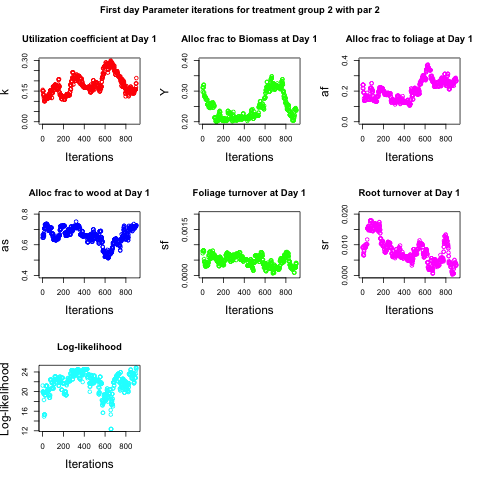 First day Parameter iterations for treatment group 2 with par 2
Utilization coefficient at Day 1
k
0.00 0.15 0.30
0 200 400 600 800
Iterations
Alloc frac to Biomass at Day 1
Y
0.20 0.30 0.40
0 200 400 600 800
Iterations
Alloc frac to foliage at Day 1
af
0.0 0.2 0.4
0 200 400 600 800
Iterations
Alloc frac to wood at Day 1
as
0.4 0.6 0.8
0 200 400 600 800
Iterations
Foliage turnover at Day 1
sf
0.0000 0.0015
0 200 400 600 800
Iterations
Root turnover at Day 1
sr
0.000 0.010 0.020
0 200 400 600 800
Iterations
Log-likelihood
Log-likelihood
12 16 20 24
0 200 400 600 800
Iterations